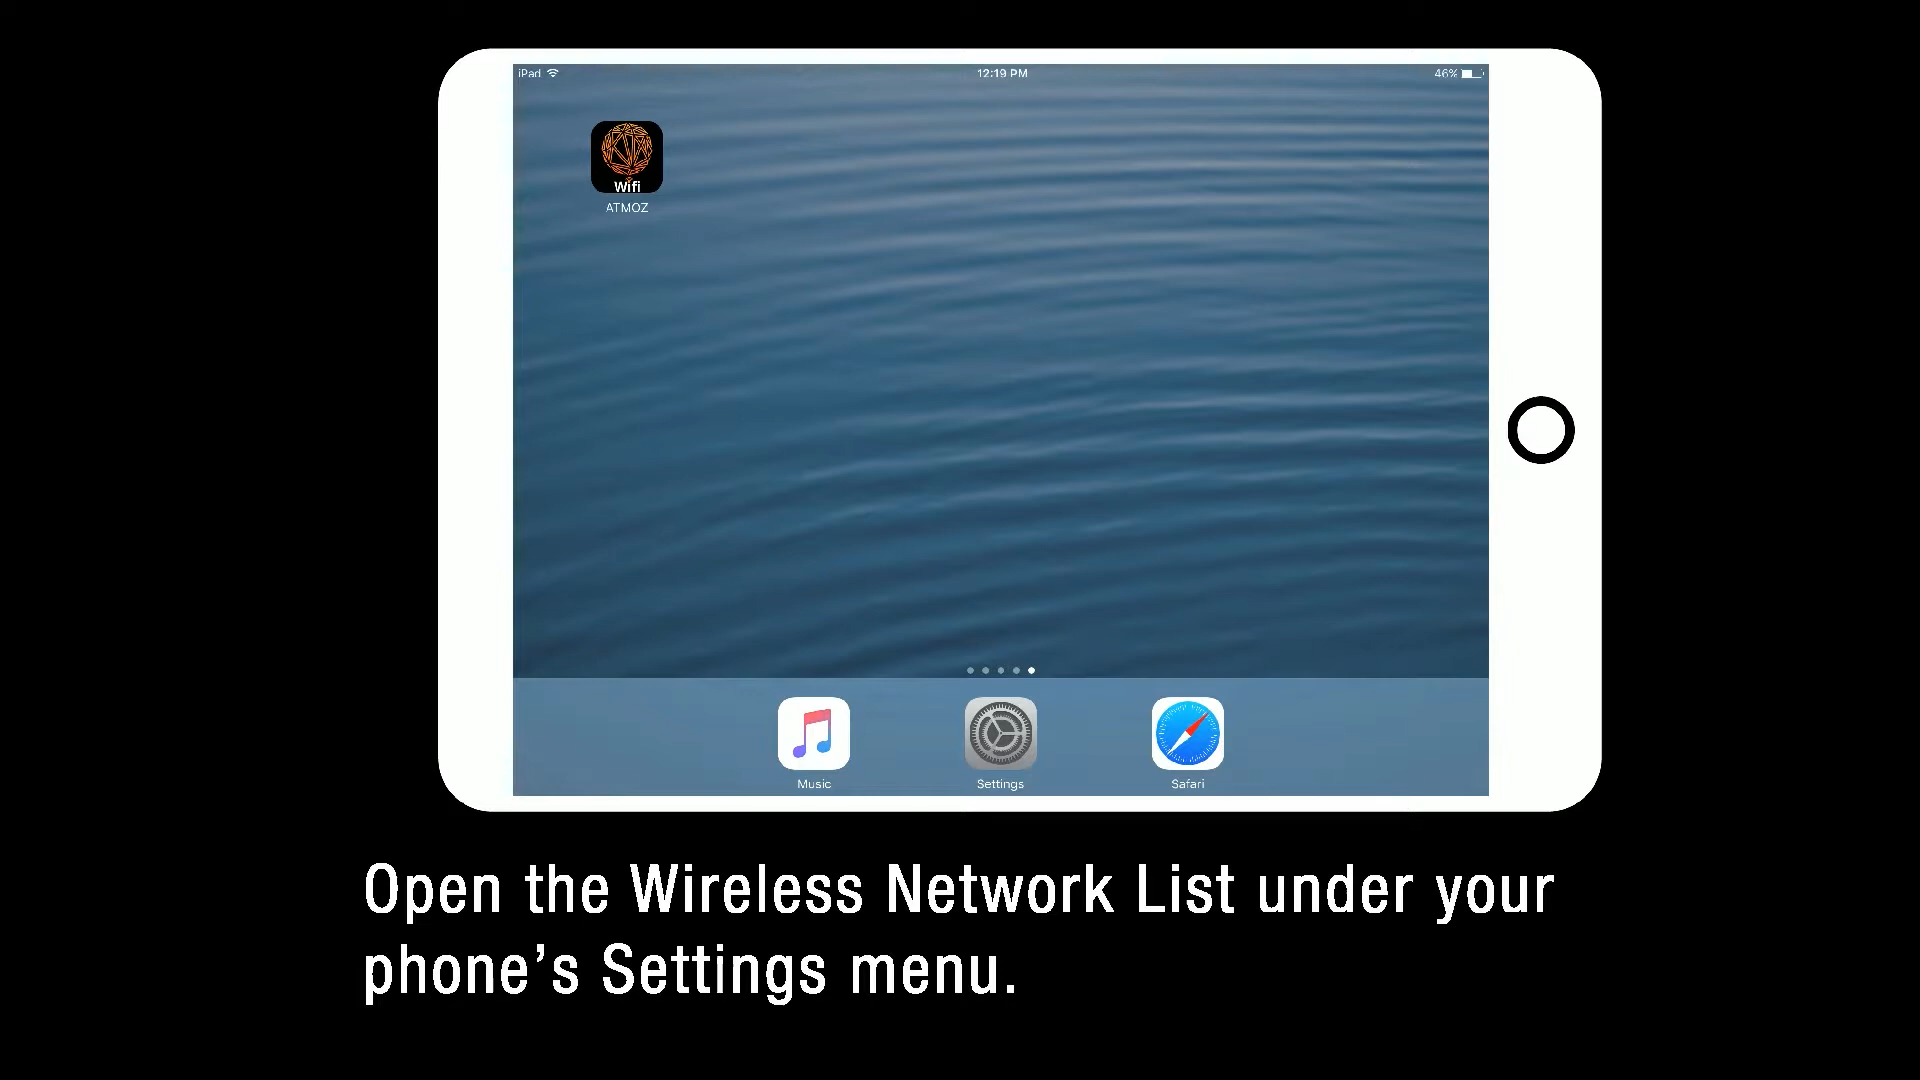 iPad 12:19 PM 46%
Wifi
ATMOZ
Music Settings Safari
Open the Wireless Network List under your
phone’s Settings menu.